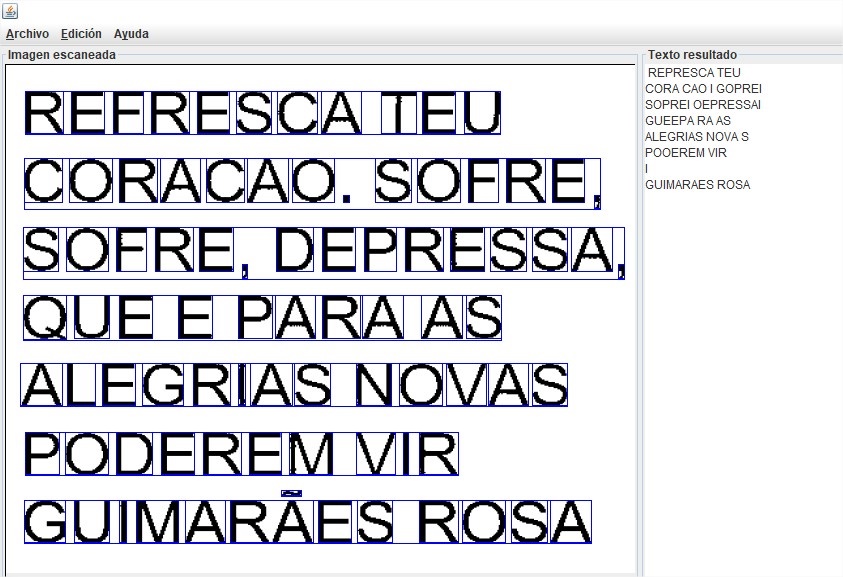 Archivo Edición Ayuda
Imagen escaneada
REFRESCA TEU
CORACAO. SOFRE,
SOFRE, DEPRESSA,
QUE E PARA AS
ALEGRIAS NOVAS
PODEREM VIR
GUIMARÃES ROSA
Texto resultado
REPRESCA TEU
CORA CAO I GOPREI
SOPREI OEPRESSAI
GUEEPA RA AS
ALEGRIAS NOVA S
POOEREM VIR
I
GUIMARAES ROSA